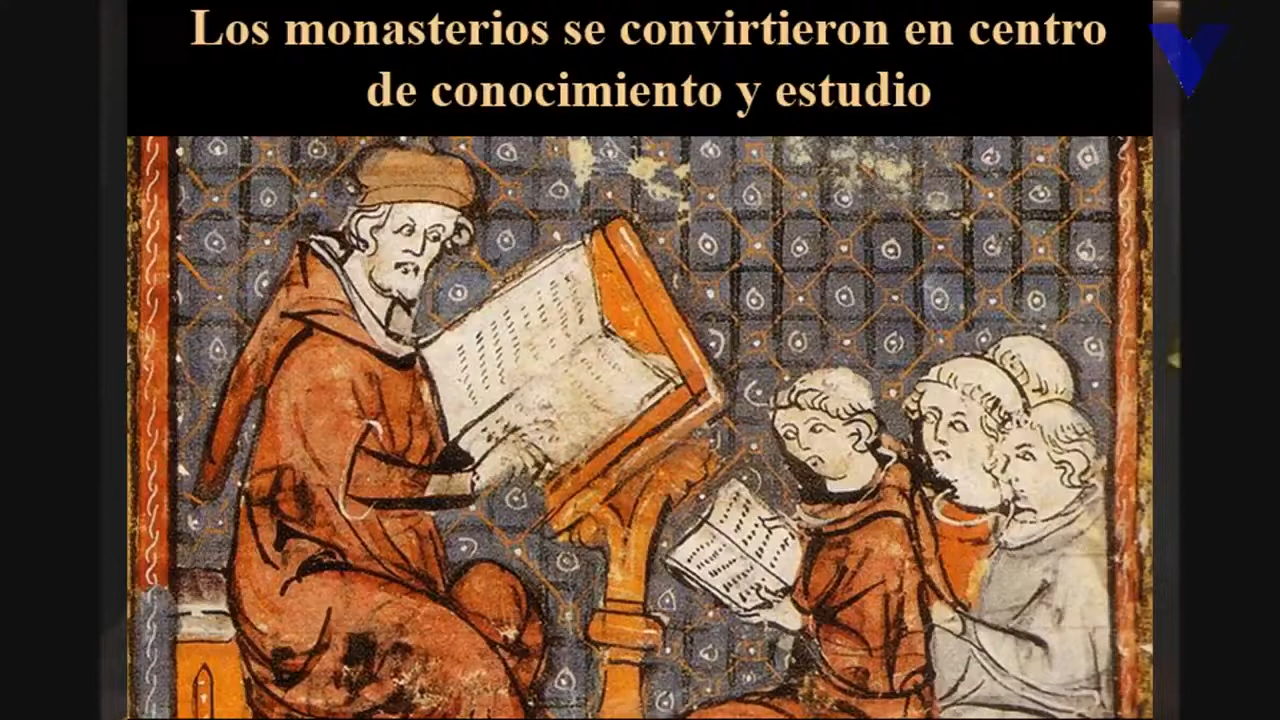 Los monasterios se convirtieron en centro
de conocimiento y estudio